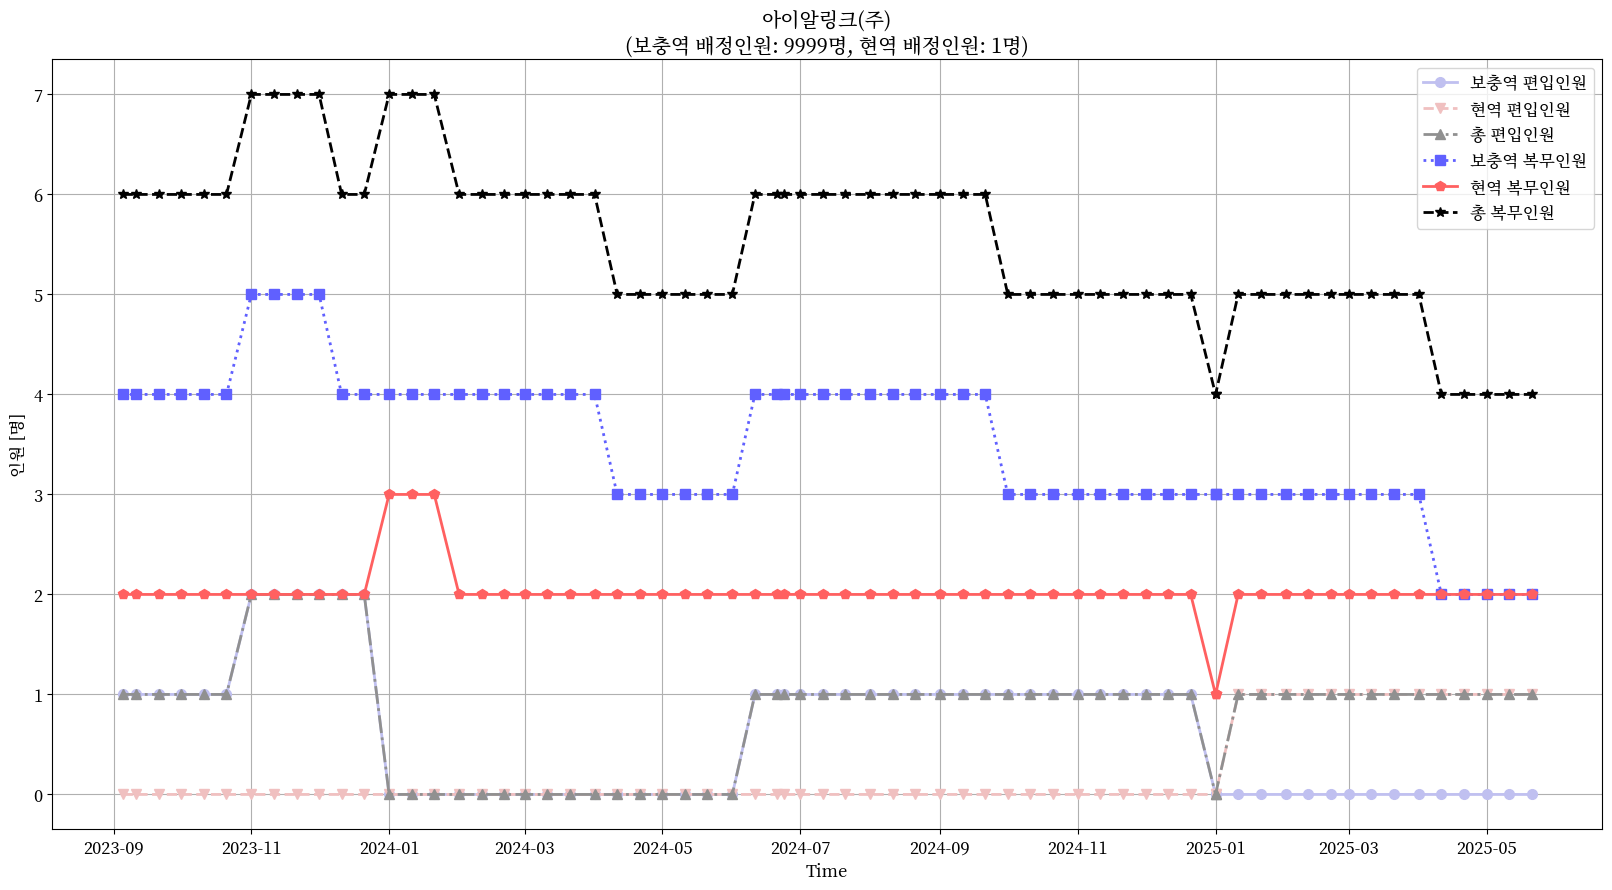 아이알링크(주)
(보충역 배정인원: 9999명, 현역 배정인원: 1명)
보충역 편입인원
현역 편입인원
총 편입인원
보충역 복무인원
현역 복무인원
총 복무인원
인원 [명]
7
6
5
4
3
2
1
0
2023-09 2023-11 2024-01 2024-03 2024-05 2024-07 2024-09 2024-11 2025-01 2025-03 2025-05
Time